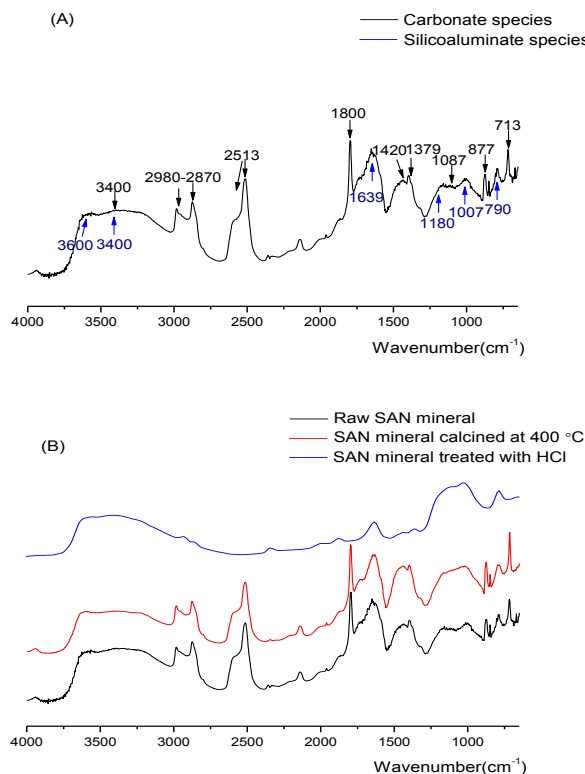 (A)
Carbonate species
Silicoaluminate species
1800
713
2513
877
2980-2870
1420
1379
1087
3400
1639
790
1007
1180
3600
3400
4000 3500 3000 2500 2000 1500 1000
Wavenumber(cm-1)
(B)
Raw SAN mineral
SAN mineral calcined at 400 °C
SAN mineral treated with HCl
4000 3500 3000 2500 2000 1500 1000
Wavenumber(cm-1)